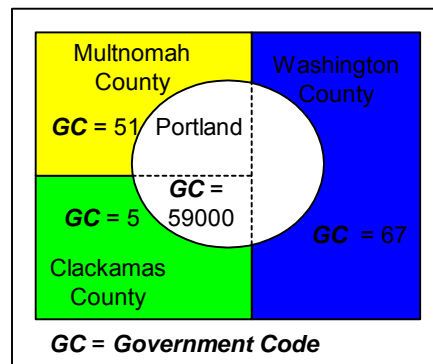 Multnomah
County
GC = 51
Washington
County
Portland
GC =
59000
GC = 5
GC = 67
Clackamas
County
GC = Government Code